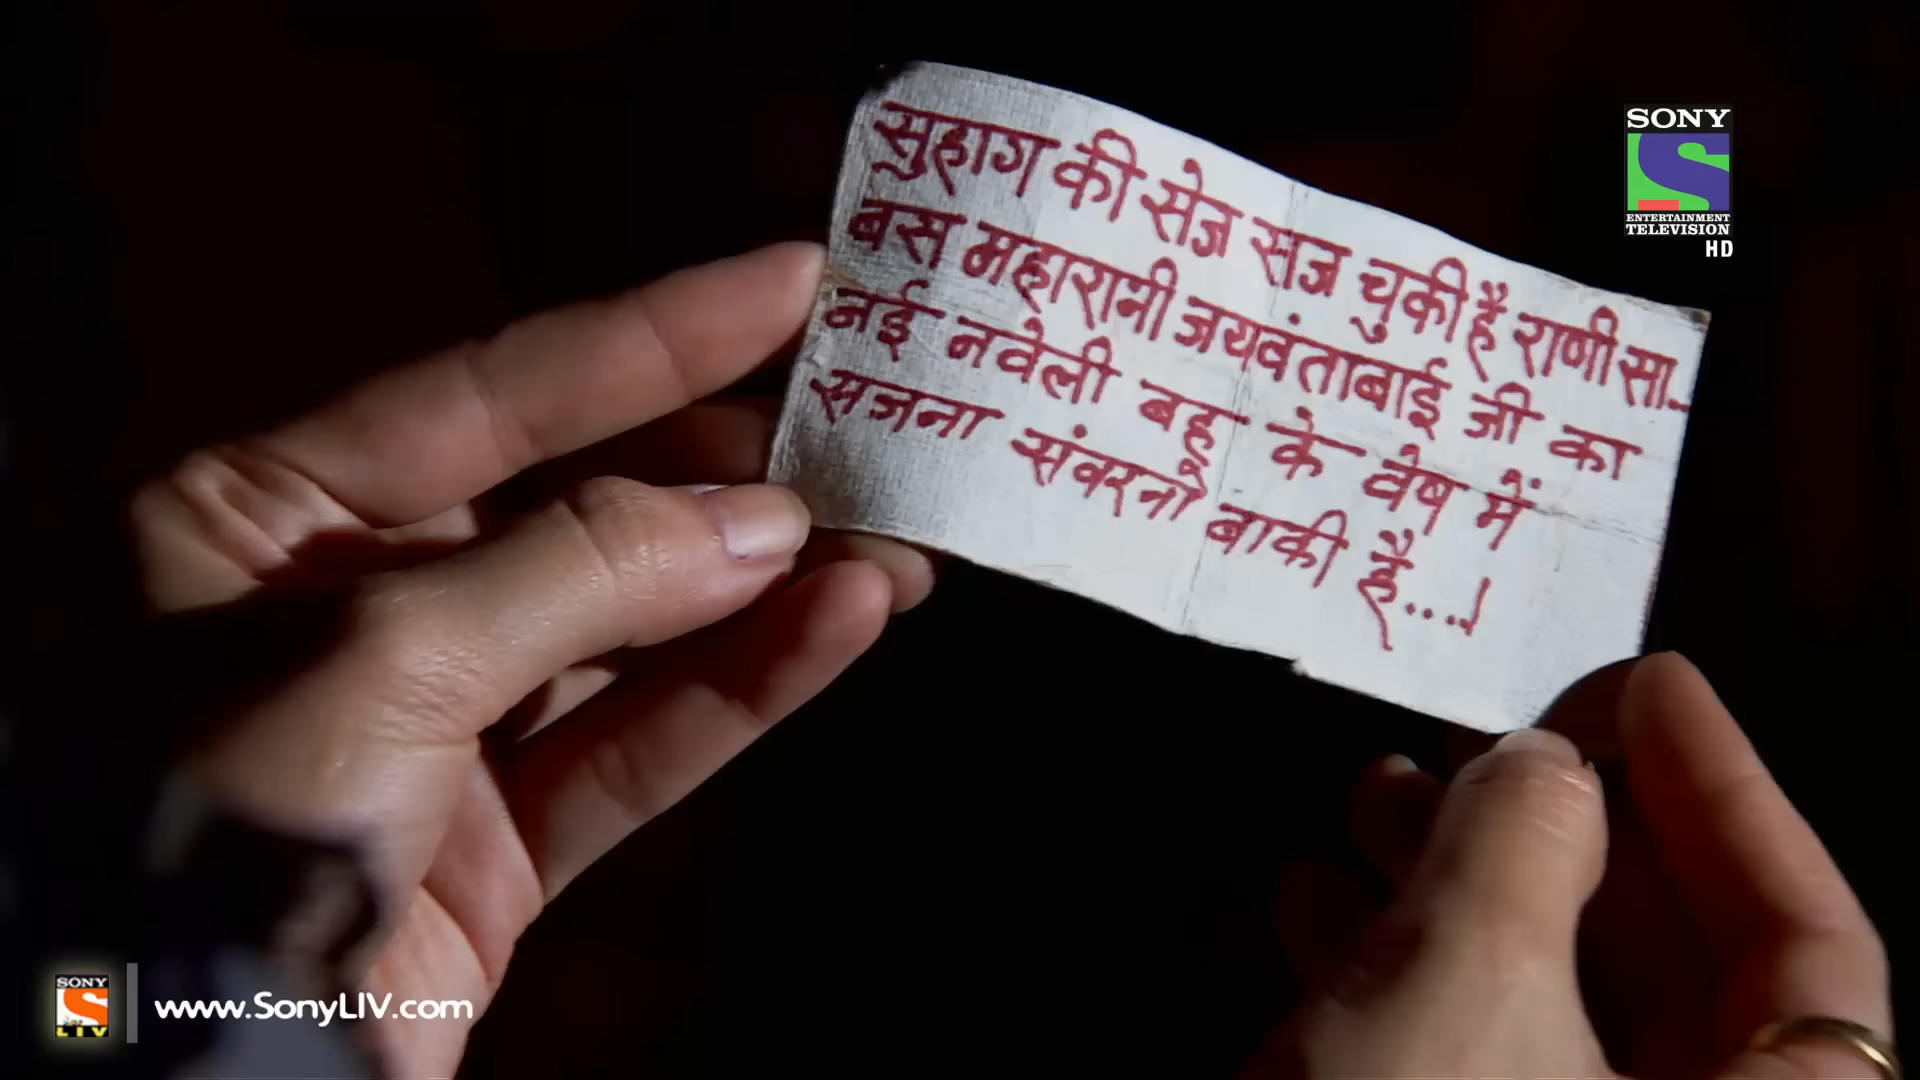 सुहाग की सेज सज चुकी है राणी सा...
बस महारानी जयवंताबाई जी का
नई नवेली बहू के वेष में
सजना संवरना बाकी है....।
SONY
ENTERTAINMENT
TELEVISION
HD
SONY
LIV
www.SonyLIV.com